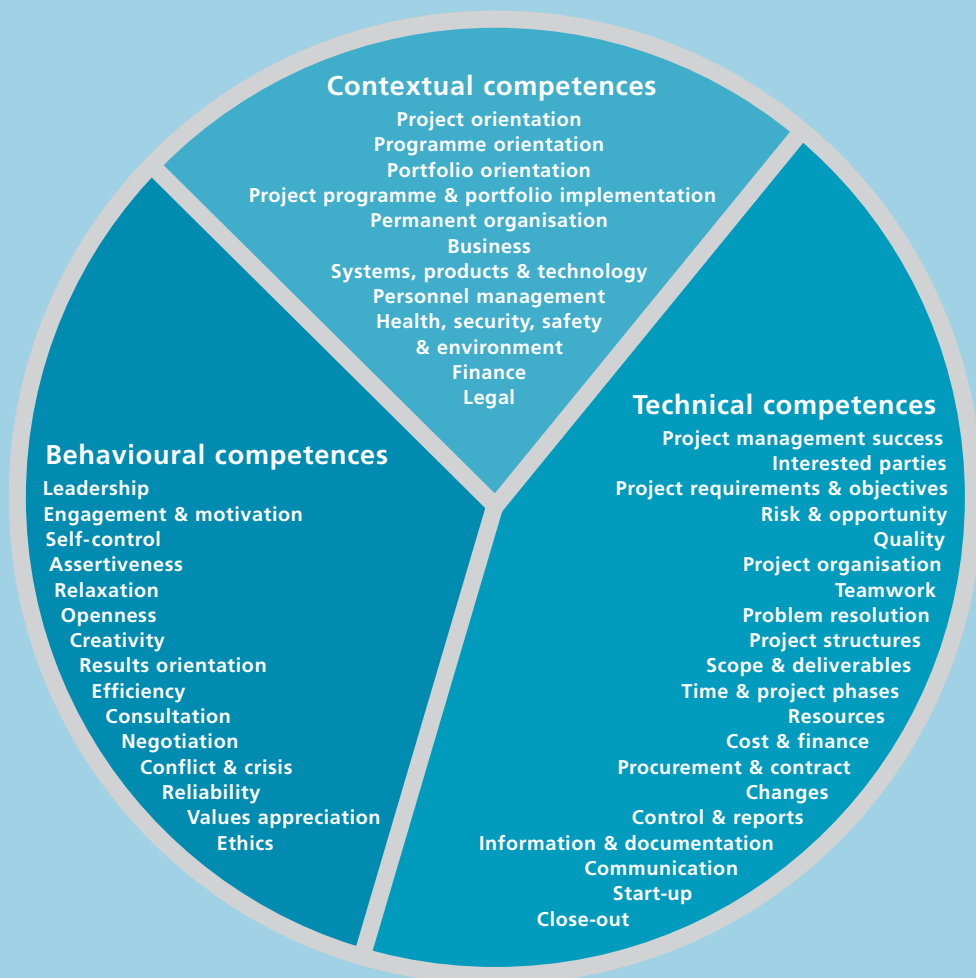 Contextual competences
Project orientation
Programme orientation
Portfolio orientation
Project programme & portfolio implementation
Permanent organisation
Business
Systems, products & technology
Personnel management
Health, security, safety
& environment
Finance
Legal
Technical competences
Project management success
Interested parties
Project requirements & objectives
Risk & opportunity
Quality
Project organisation
Teamwork
Problem resolution
Project structures
Scope & deliverables
Time & project phases
Resources
Cost & finance
Procurement & contract
Changes
Control & reports
Information & documentation
Communication
Start-up
Close-out
Behavioural competences
Leadership
Engagement & motivation
Self-control
Assertiveness
Relaxation
Openness
Creativity
Results orientation
Efficiency
Consultation
Negotiation
Conflict & crisis
Reliability
Values appreciation
Ethics